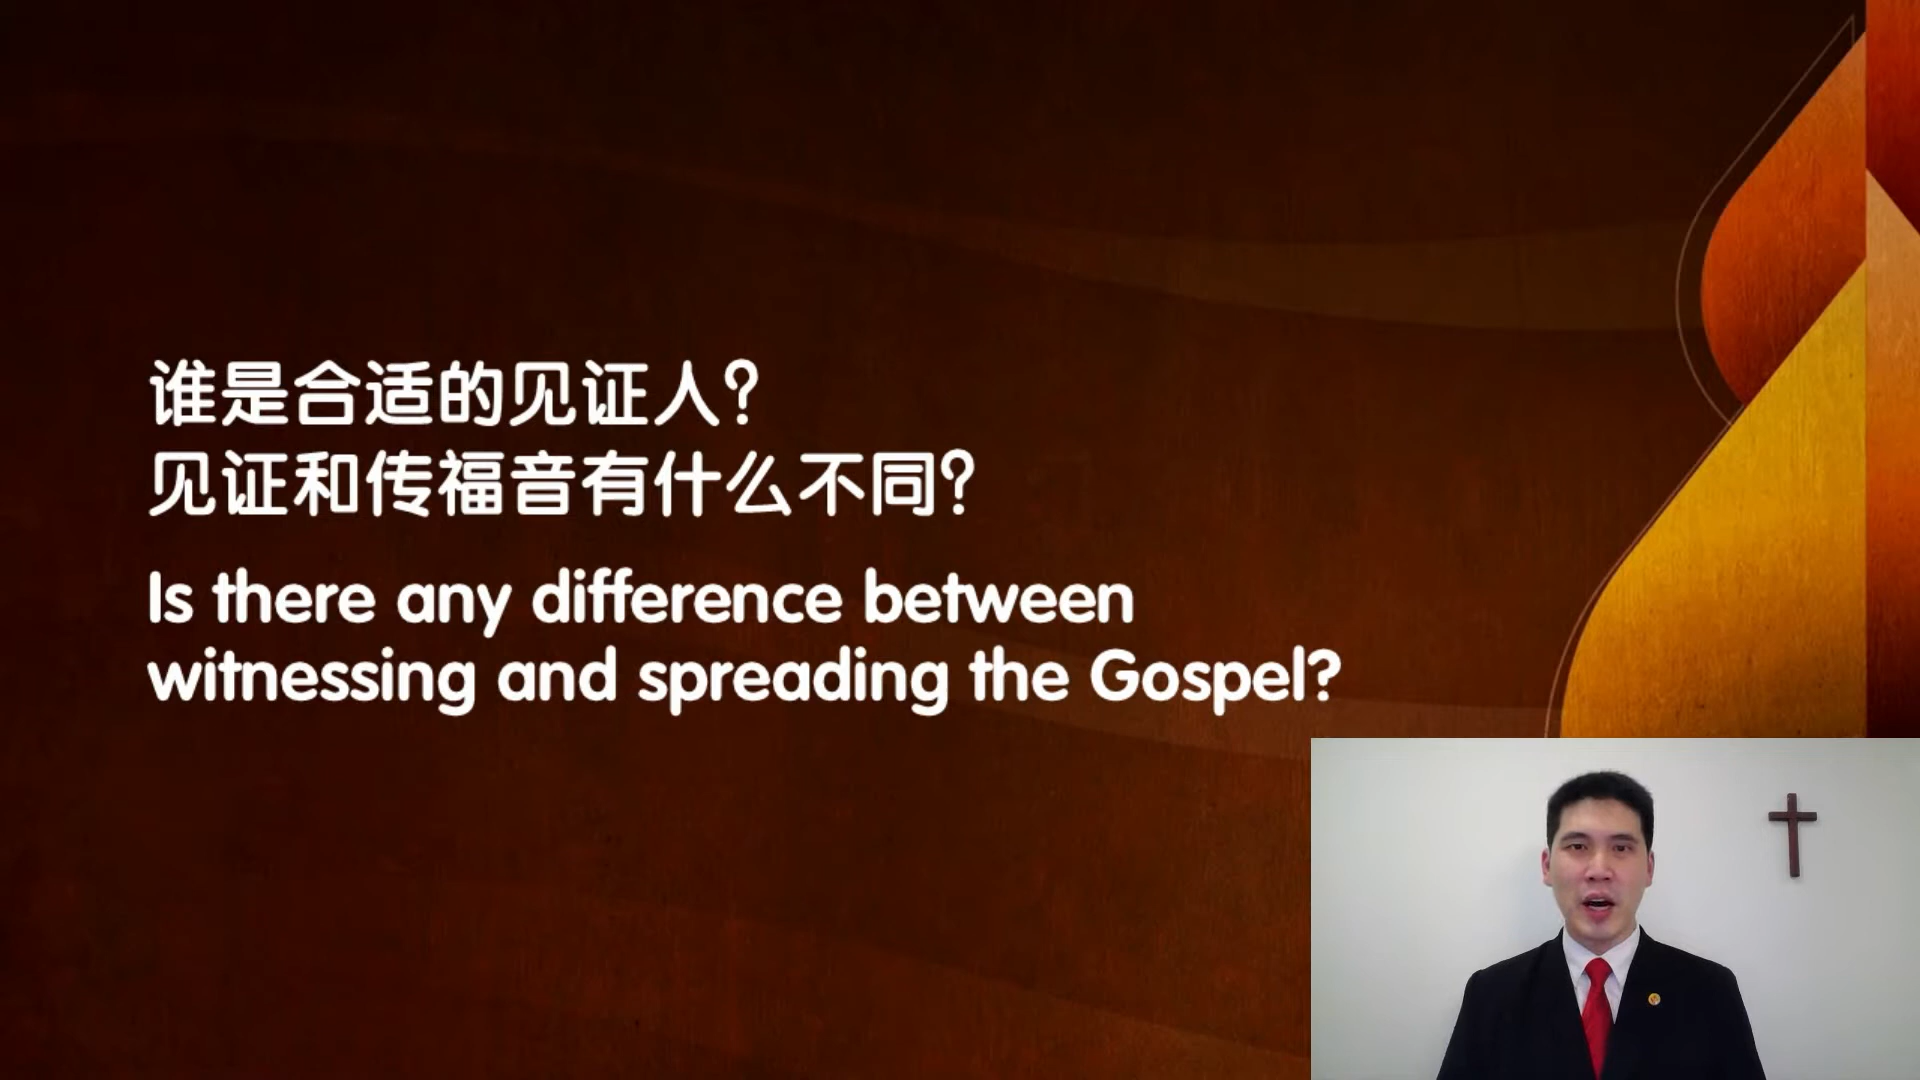 谁是合适的见证人?
见证和传福音有什么不同?
Is there any difference between
witnessing and spreading the Gospel?